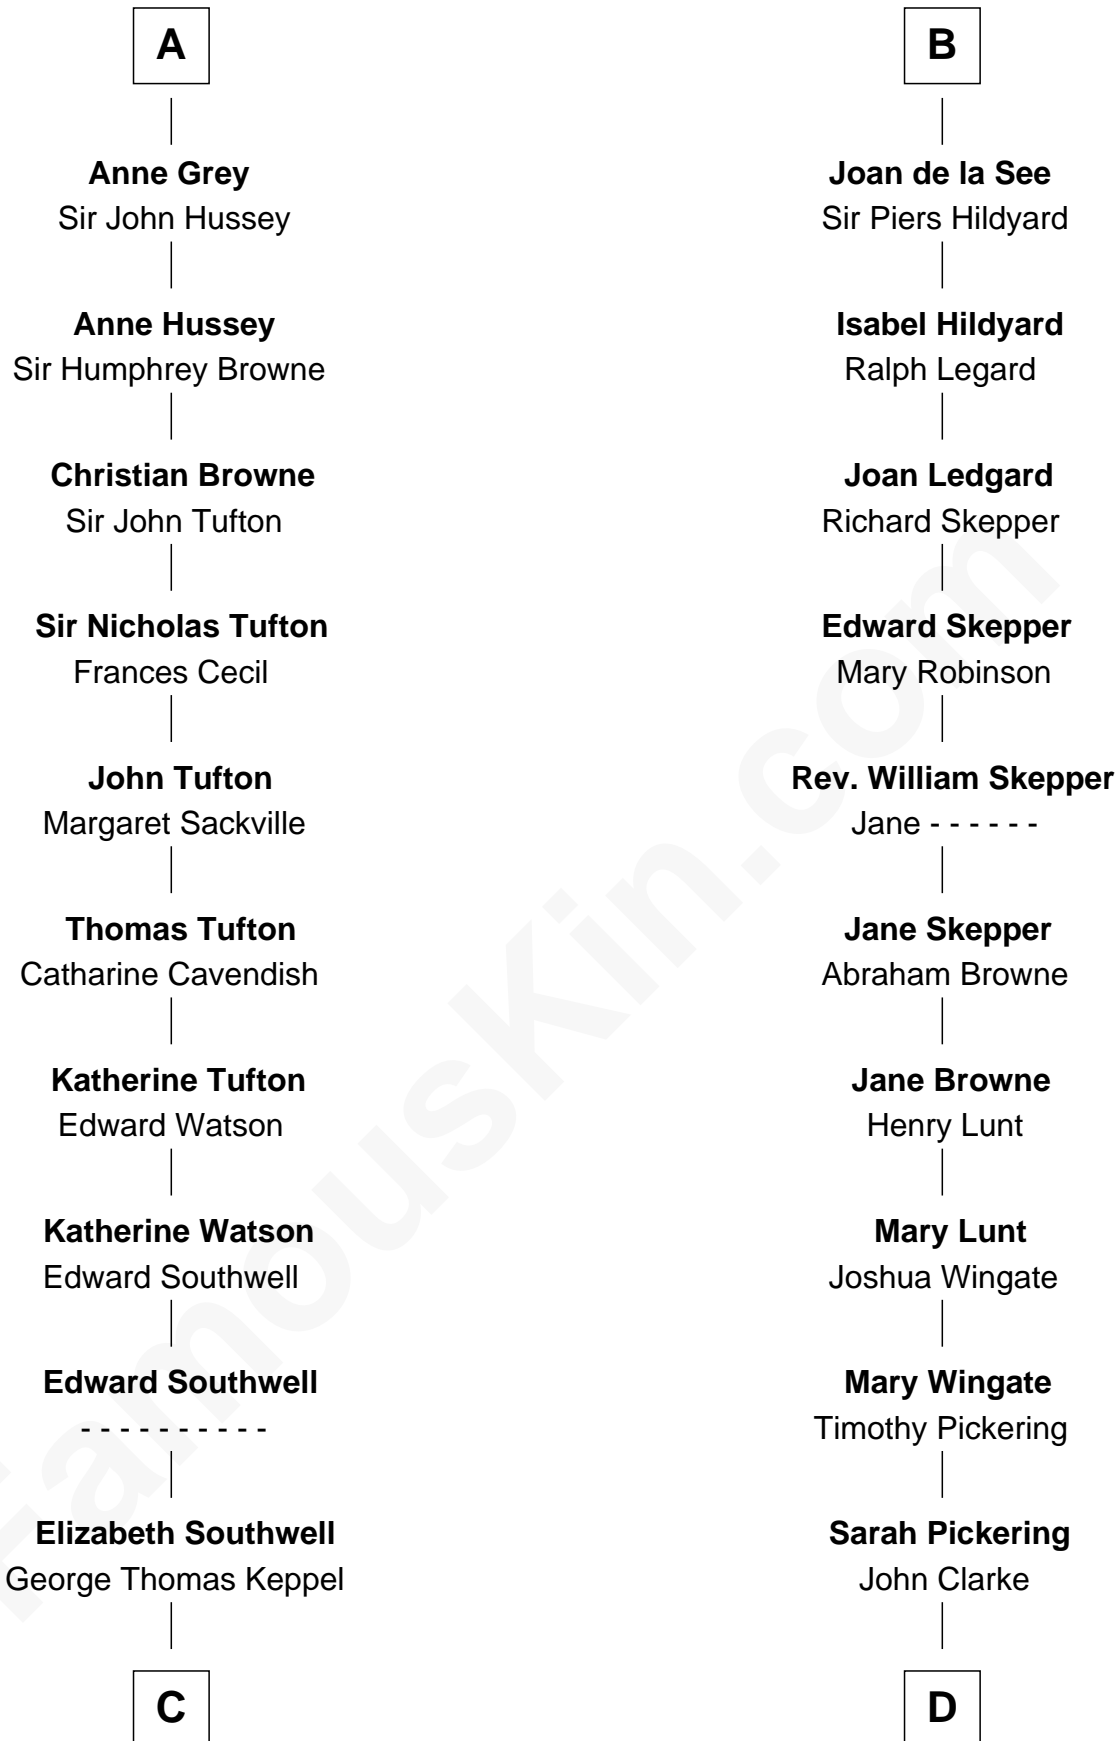 A
Anne Grey
Sir John Hussey
Anne Hussey
Sir Humphrey Browne
Christian Browne
Sir John Tufton
Sir Nicholas Tufton
Frances Cecil
John Tufton
Margaret Sackville
Thomas Tufton
Catharine Cavendish
Katherine Tufton
Edward Watson
Katherine Watson
Edward Southwell
Edward Southwell
- - - - - - - - - -
Elizabeth Southwell
George Thomas Keppel
C
B
Joan de la See
Sir Piers Hildyard
Isabel Hildyard
Ralph Legard
Joan Ledgard
Richard Skepper
Edward Skepper
Mary Robinson
Rev. William Skepper
Jane - - - - - -
Jane Skepper
Abraham Browne
Jane Browne
Henry Lunt
Mary Lunt
Joshua Wingate
Mary Wingate
Timothy Pickering
Sarah Pickering
John Clarke
D
FamousKin.com